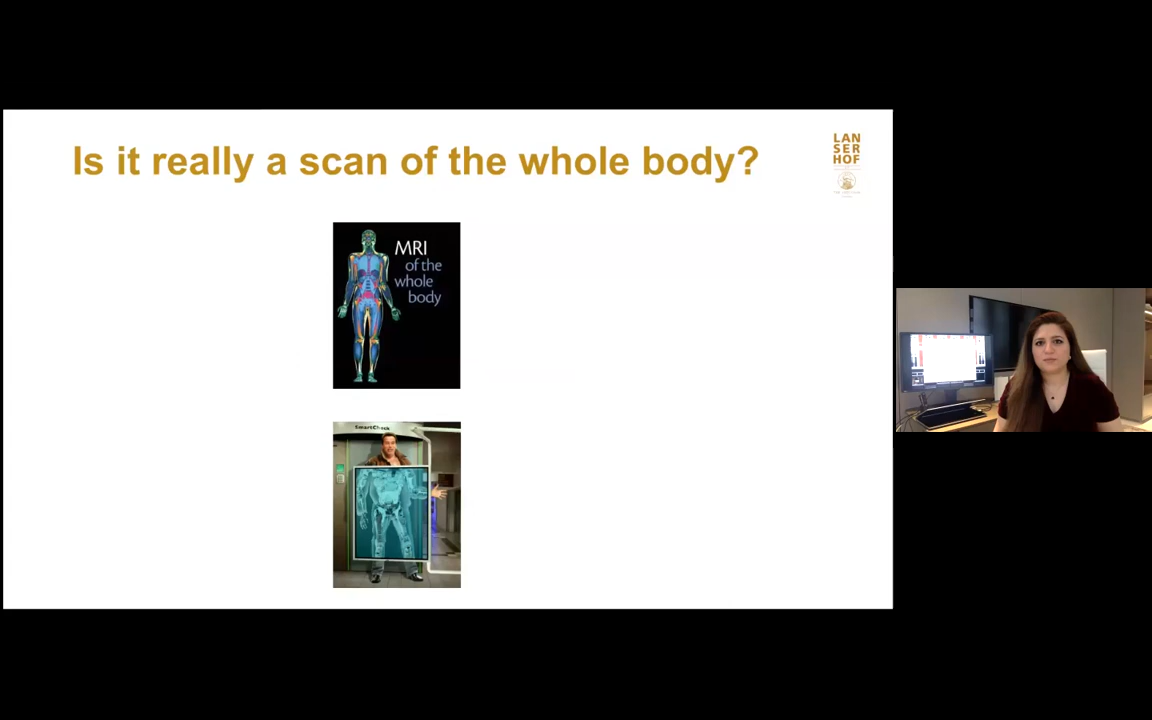 Is it really a scan of the whole body?
LAN
SER
HOF
MRI
of the
whole
body
SmartCheck